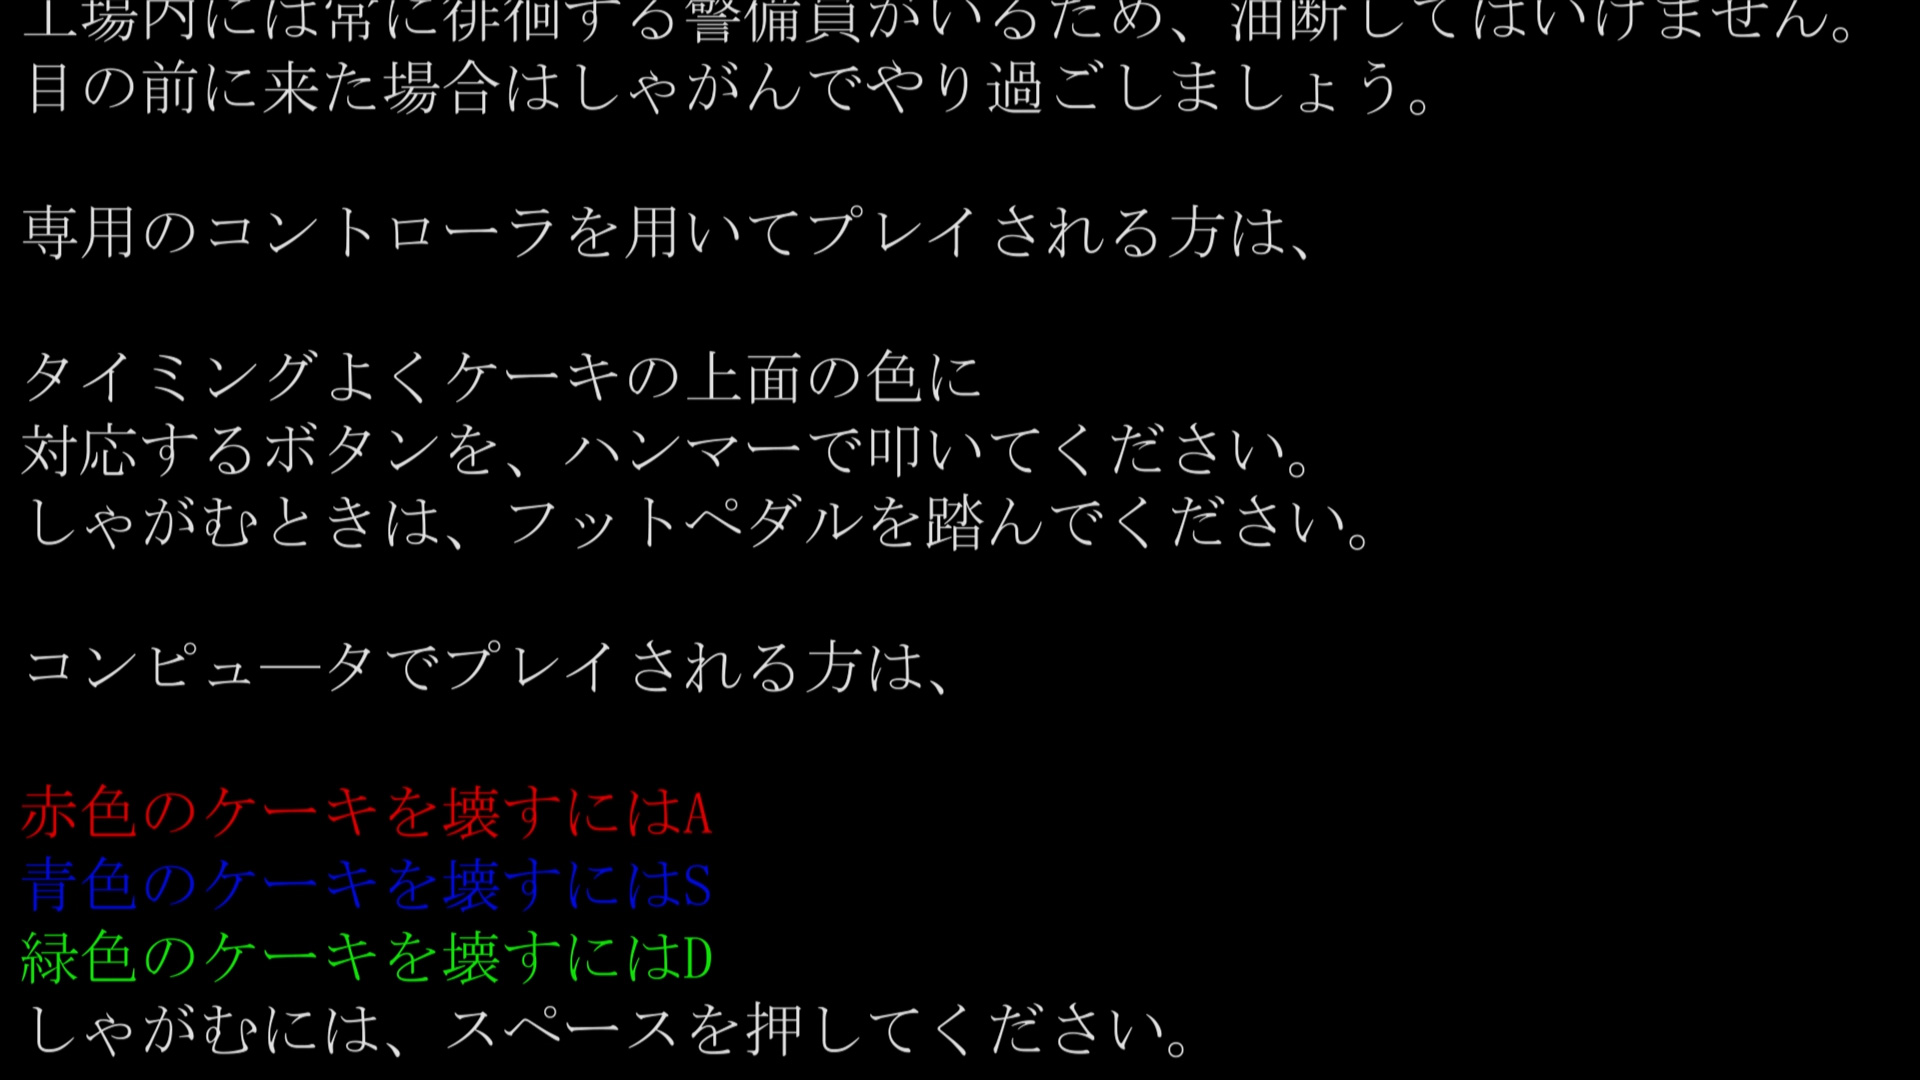 工場内には常に徘徊する警備員がいるため、油断してはいけません。
目の前に来た場合はしゃがんでやり過ごしましょう。
専用のコントローラを用いてプレイされる方は、
タイミングよくケーキの上面の色に
対応するボタンを、ハンマーで叩いてください。
しゃがむときは、フットペダルを踏んでください。
コンピュ―タでプレイされる方は、
赤色のケーキを壊すにはA
青色のケーキを壊すにはS
緑色のケーキを壊すにはD
しゃがむには、スペースを押してください。